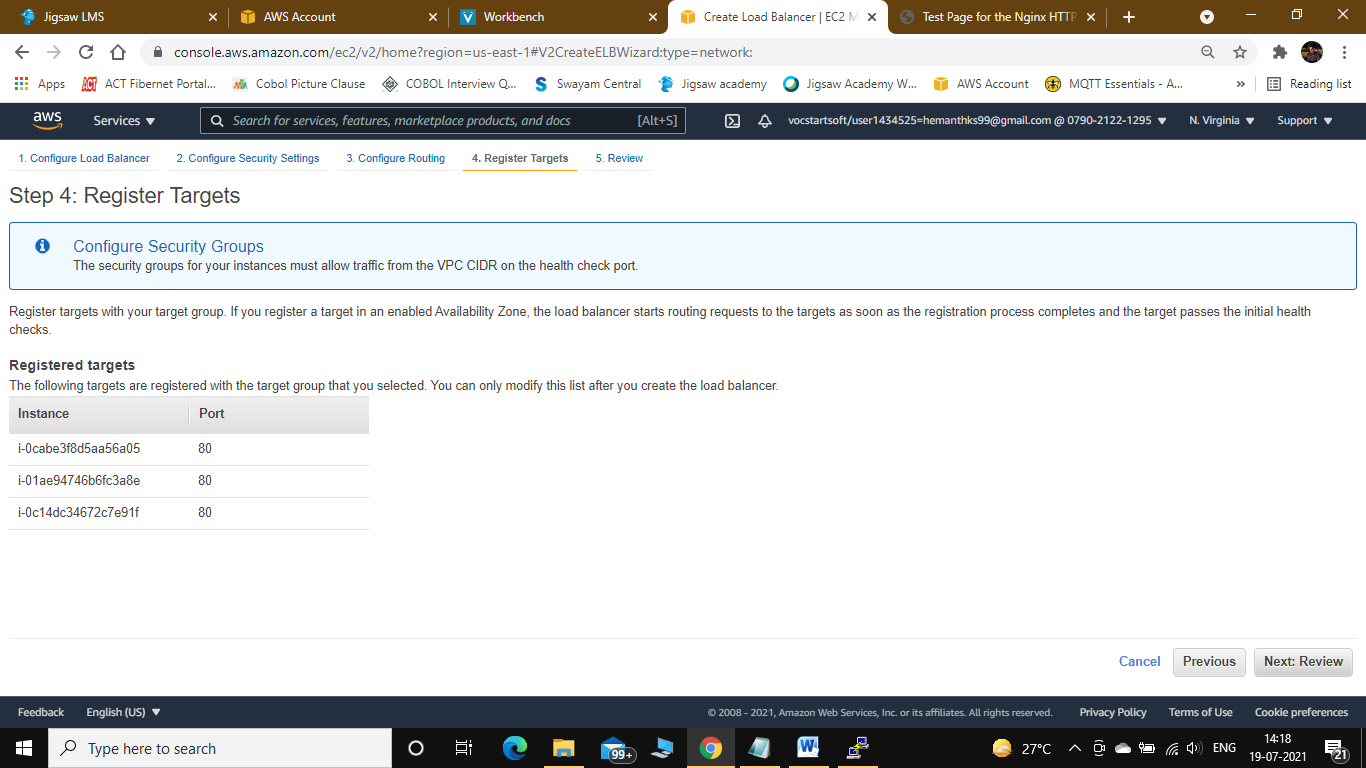 Jigsaw LMS
AWS Account
Workbench
Create Load Balancer | EC2 M
Test Page for the Nginx HTTP
console.aws.amazon.com/ec2/v2/home?region=us-east-1#V2CreateELBWizard:type=network:
Apps
ACT Fibernet Portal...
Cobol Picture Clause
COBOL Interview Q...
Swayam Central
Jigsaw academy
Jigsaw Academy W...
AWS Account
MQTT Essentials - A...
»
Reading list
aws
Services
Search for services, features, marketplace products, and docs
[Alt+S]
vocstartsoft/user1434525=hemanthks99@gmail.com @ 0790-2122-1295
N. Virginia
Support
1. Configure Load Balancer
2. Configure Security Settings
3. Configure Routing
4. Register Targets
5. Review
Step 4: Register Targets
Configure Security Groups
The security groups for your instances must allow traffic from the VPC CIDR on the health check port.
Register targets with your target group. If you register a target in an enabled Availability Zone, the load balancer starts routing requests to the targets as soon as the registration process completes and the target passes the initial health
checks.
Registered targets
The following targets are registered with the target group that you selected. You can only modify this list after you create the load balancer.
Instance Port
i-0cabe3f8d5aa56a05 80
i-01ae94746b6fc3a8e 80
i-0c14dc34672c7e91f 80
Cancel
Previous
Next: Review
Feedback
English (US)
© 2008 - 2021, Amazon Web Services, Inc. or its affiliates. All rights reserved.
Privacy Policy
Terms of Use
Cookie preferences
Type here to search
99+
27°C
ENG
14:18
19-07-2021
21